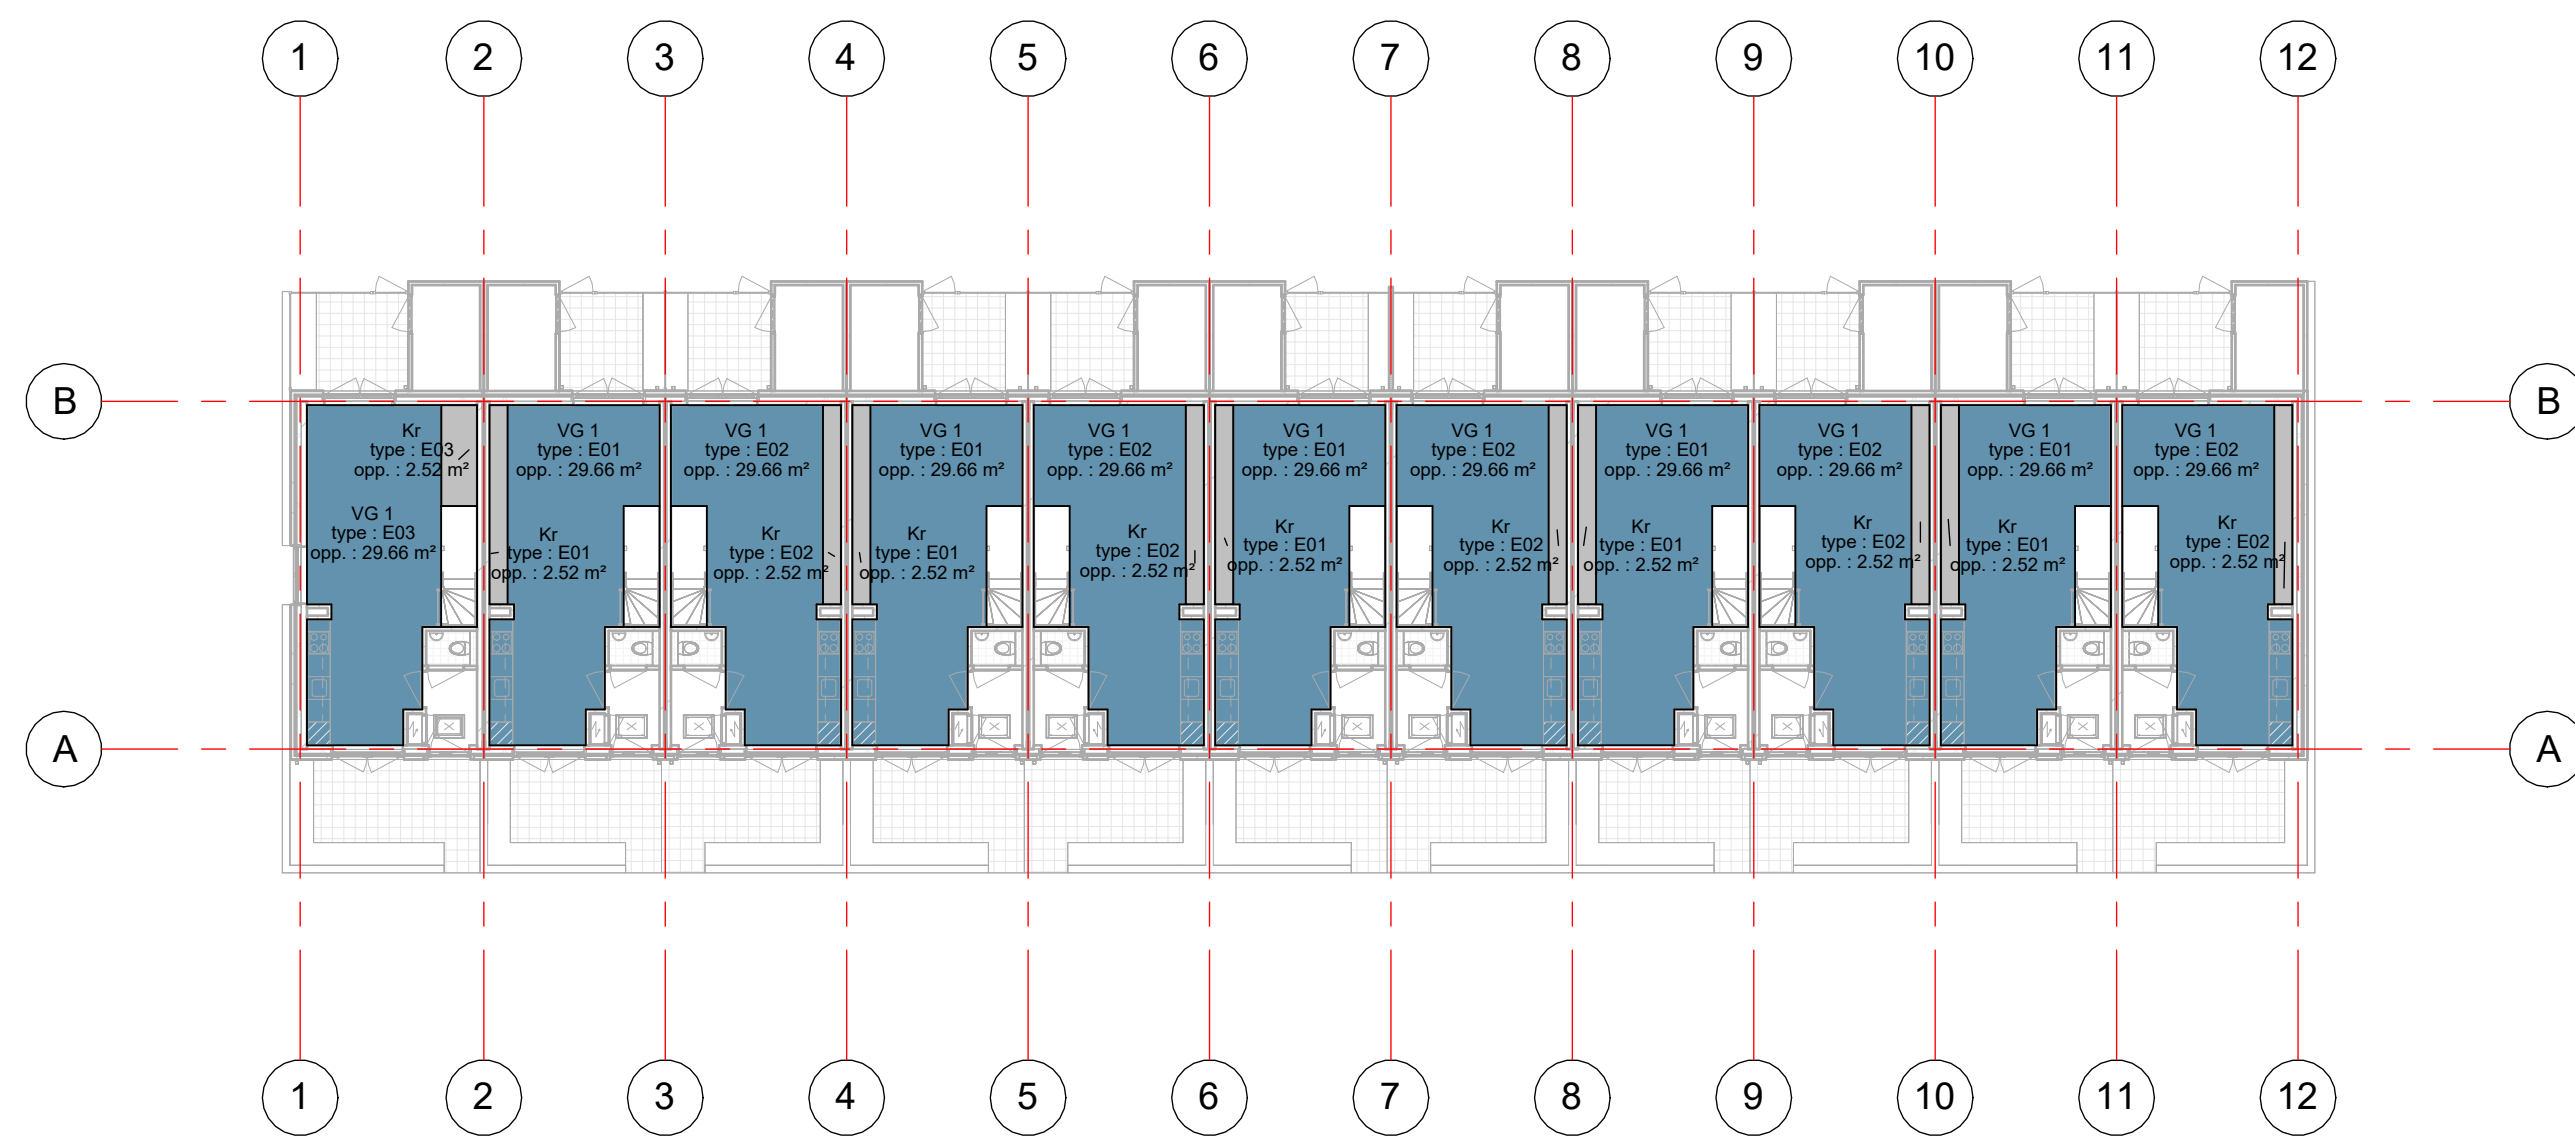 1 2 3 4 5 6 7 8 9 10 11 12
B B
Kr
type : E03
opp. : 2.52 m²
VG 1
type : E03
opp. : 29.66 m²
VG 1
type : E01
opp. : 29.66 m²
Kr
type : E01
opp. : 2.52 m²
VG 1
type : E02
opp. : 29.66 m²
Kr
type : E02
opp. : 2.52 m²
VG 1
type : E01
opp. : 29.66 m²
Kr
type : E01
opp. : 2.52 m²
VG 1
type : E02
opp. : 29.66 m²
Kr
type : E02
opp. : 2.52 m²
VG 1
type : E01
opp. : 29.66 m²
Kr
type : E01
opp. : 2.52 m²
VG 1
type : E02
opp. : 29.66 m²
Kr
type : E02
opp. : 2.52 m²
VG 1
type : E01
opp. : 29.66 m²
Kr
type : E01
opp. : 2.52 m²
VG 1
type : E02
opp. : 29.66 m²
Kr
type : E02
opp. : 2.52 m²
VG 1
type : E01
opp. : 29.66 m²
Kr
type : E01
opp. : 2.52 m²
VG 1
type : E02
opp. : 29.66 m²
Kr
type : E02
opp. : 2.52 m²
A A
1 2 3 4 5 6 7 8 9 10 11 12